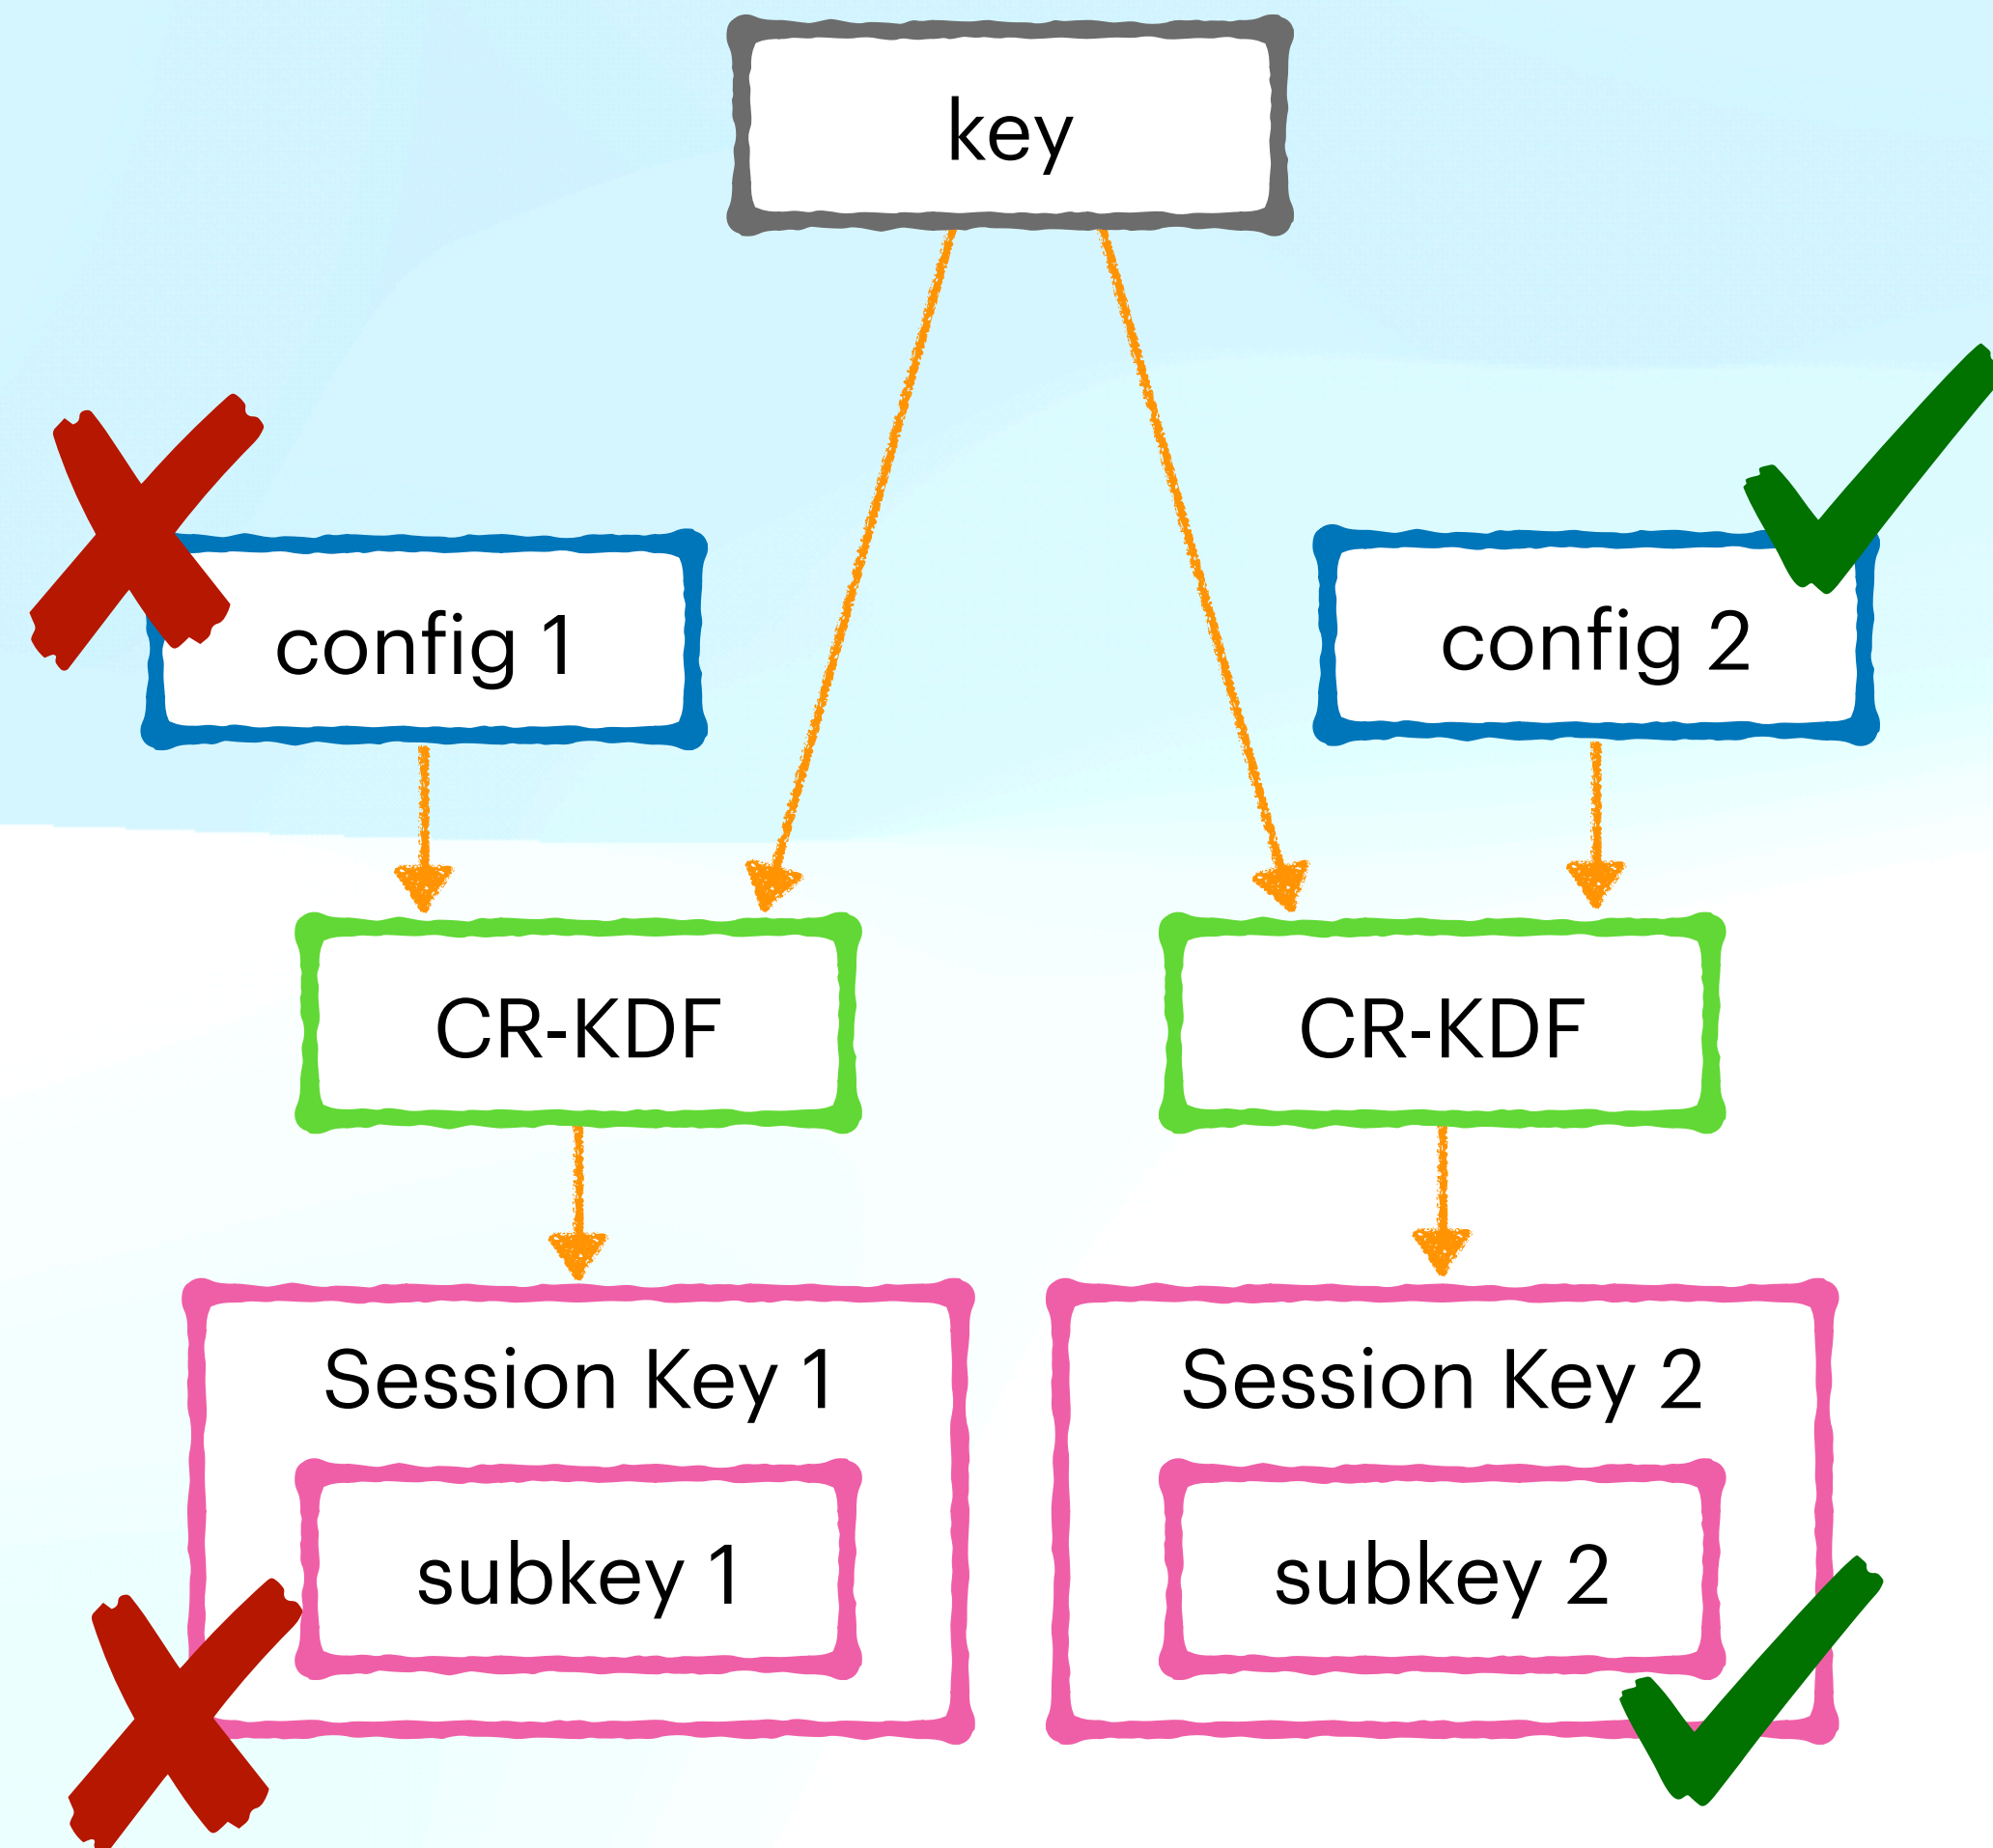 key
config 1
config 2
CR-KDF
CR-KDF
Session Key 1
Session Key 2
subkey 1
subkey 2